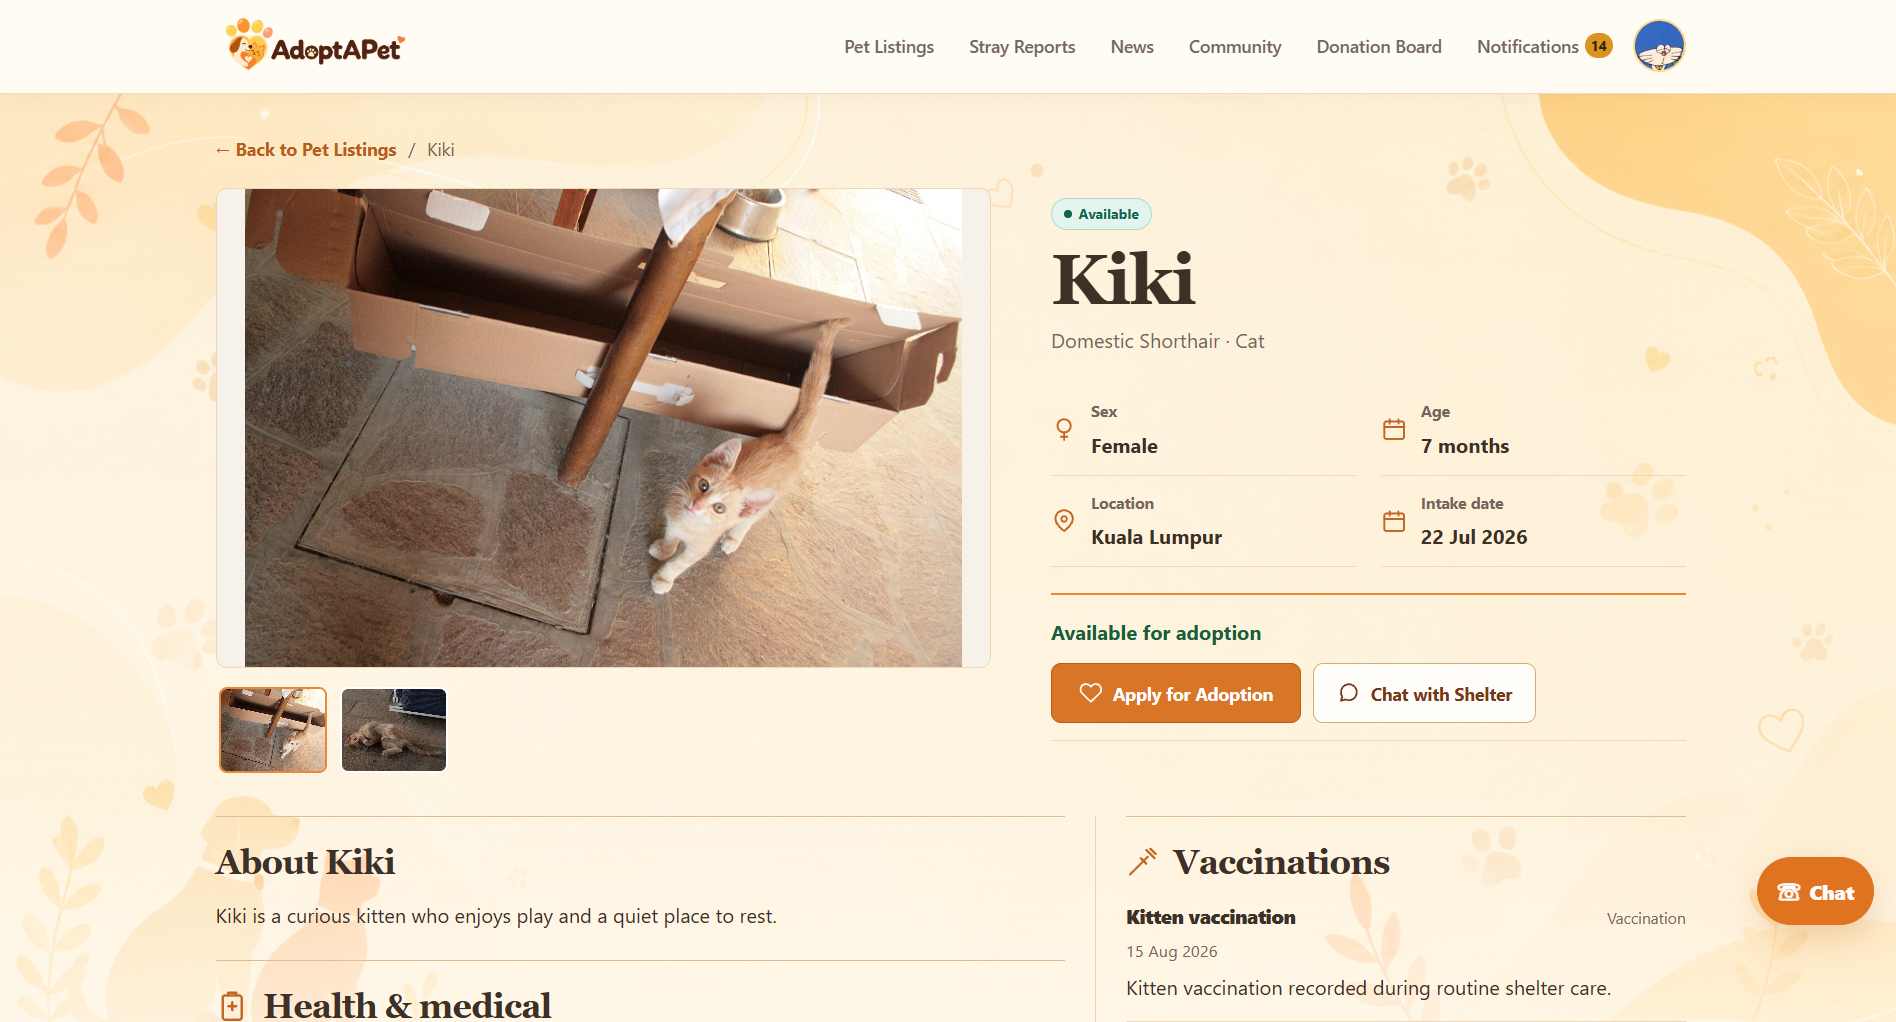 AdoptAPet
Pet Listings
Stray Reports
News
Community
Donation Board
Notifications 14
← Back to Pet Listings / Kiki
Available
Kiki
Domestic Shorthair · Cat
Sex
Female
Age
7 months
Location
Kuala Lumpur
Intake date
22 Jul 2026
Available for adoption
Apply for Adoption
Chat with Shelter
About Kiki
Kiki is a curious kitten who enjoys play and a quiet place to rest.
Health & medical
Vaccinations
Kitten vaccination
Vaccination
15 Aug 2026
Kitten vaccination recorded during routine shelter care.
Chat